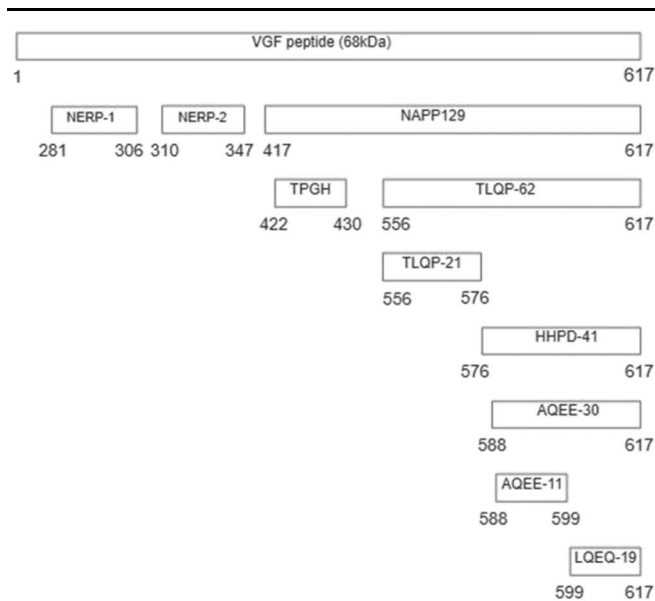 VGF peptide (68kDa)
1 617
NERP-1 NERP-2 NAPP129
281 306 310 347 417 617
TPGH TLQP-62
422 430 556 617
TLQP-21
556 576
HHPD-41
576 617
AQEE-30
588 617
AQEE-11
588 599
LQEQ-19
599 617